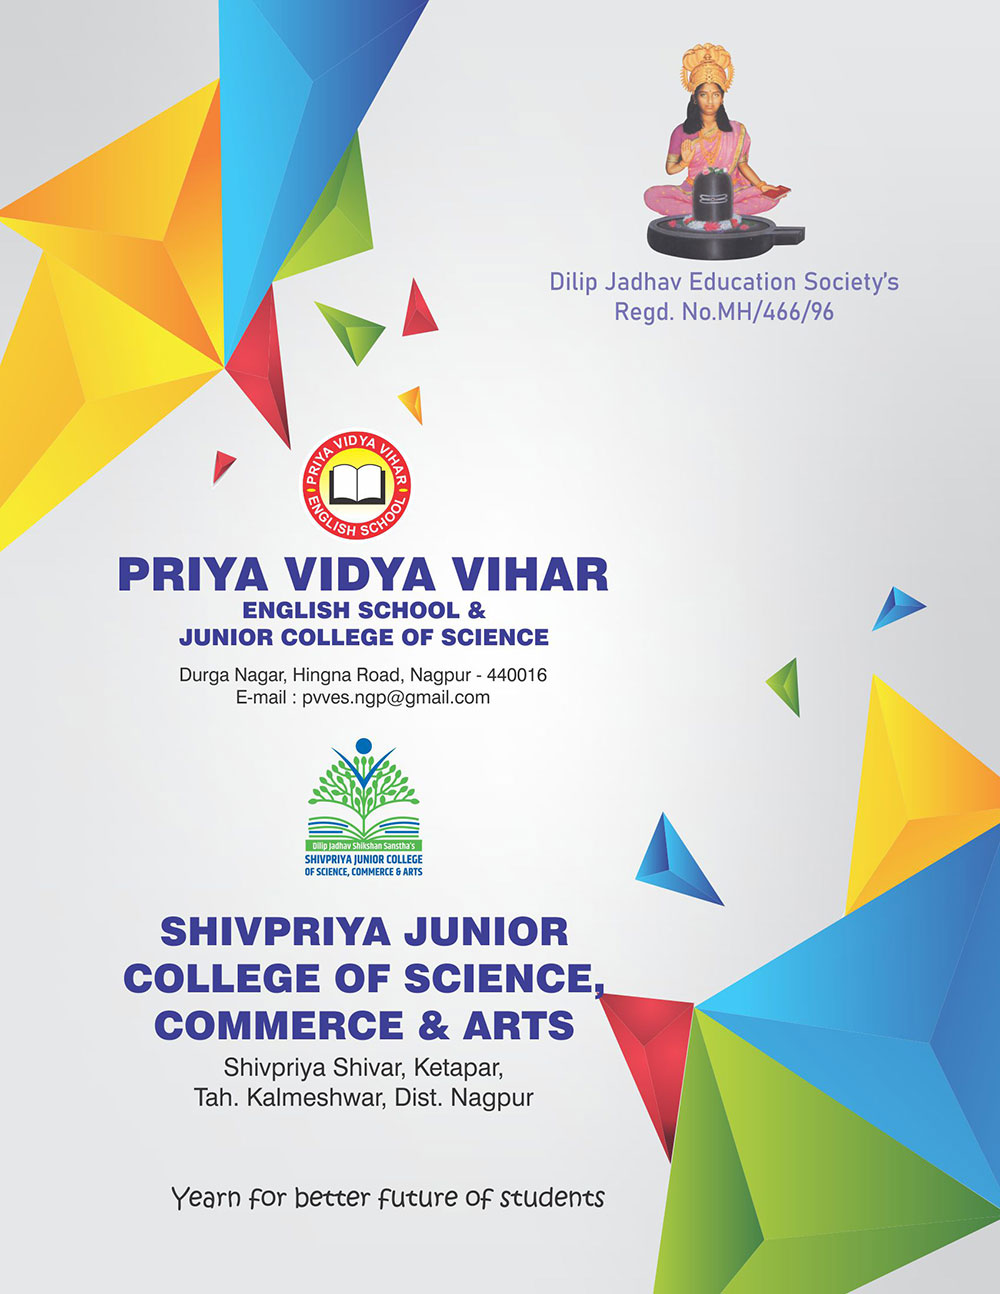 Dilip Jadhav Education Society's
Regd. No.MH/466/96
PRIYA VIDYA VIHAR
ENGLISH SCHOOL
PRIYA VIDYA VIHAR
ENGLISH SCHOOL &
JUNIOR COLLEGE OF SCIENCE
Durga Nagar, Hingna Road, Nagpur - 440016
E-mail : pvves.ngp@gmail.com
Dilip Jadhav Shikshan Sanstha's
SHIVPRIYA JUNIOR COLLEGE
OF SCIENCE, COMMERCE & ARTS
SHIVPRIYA JUNIOR
COLLEGE OF SCIENCE,
COMMERCE & ARTS
Shivpriya Shivar, Ketapar,
Tah. Kalmeshwar, Dist. Nagpur
Yearn for better future of students